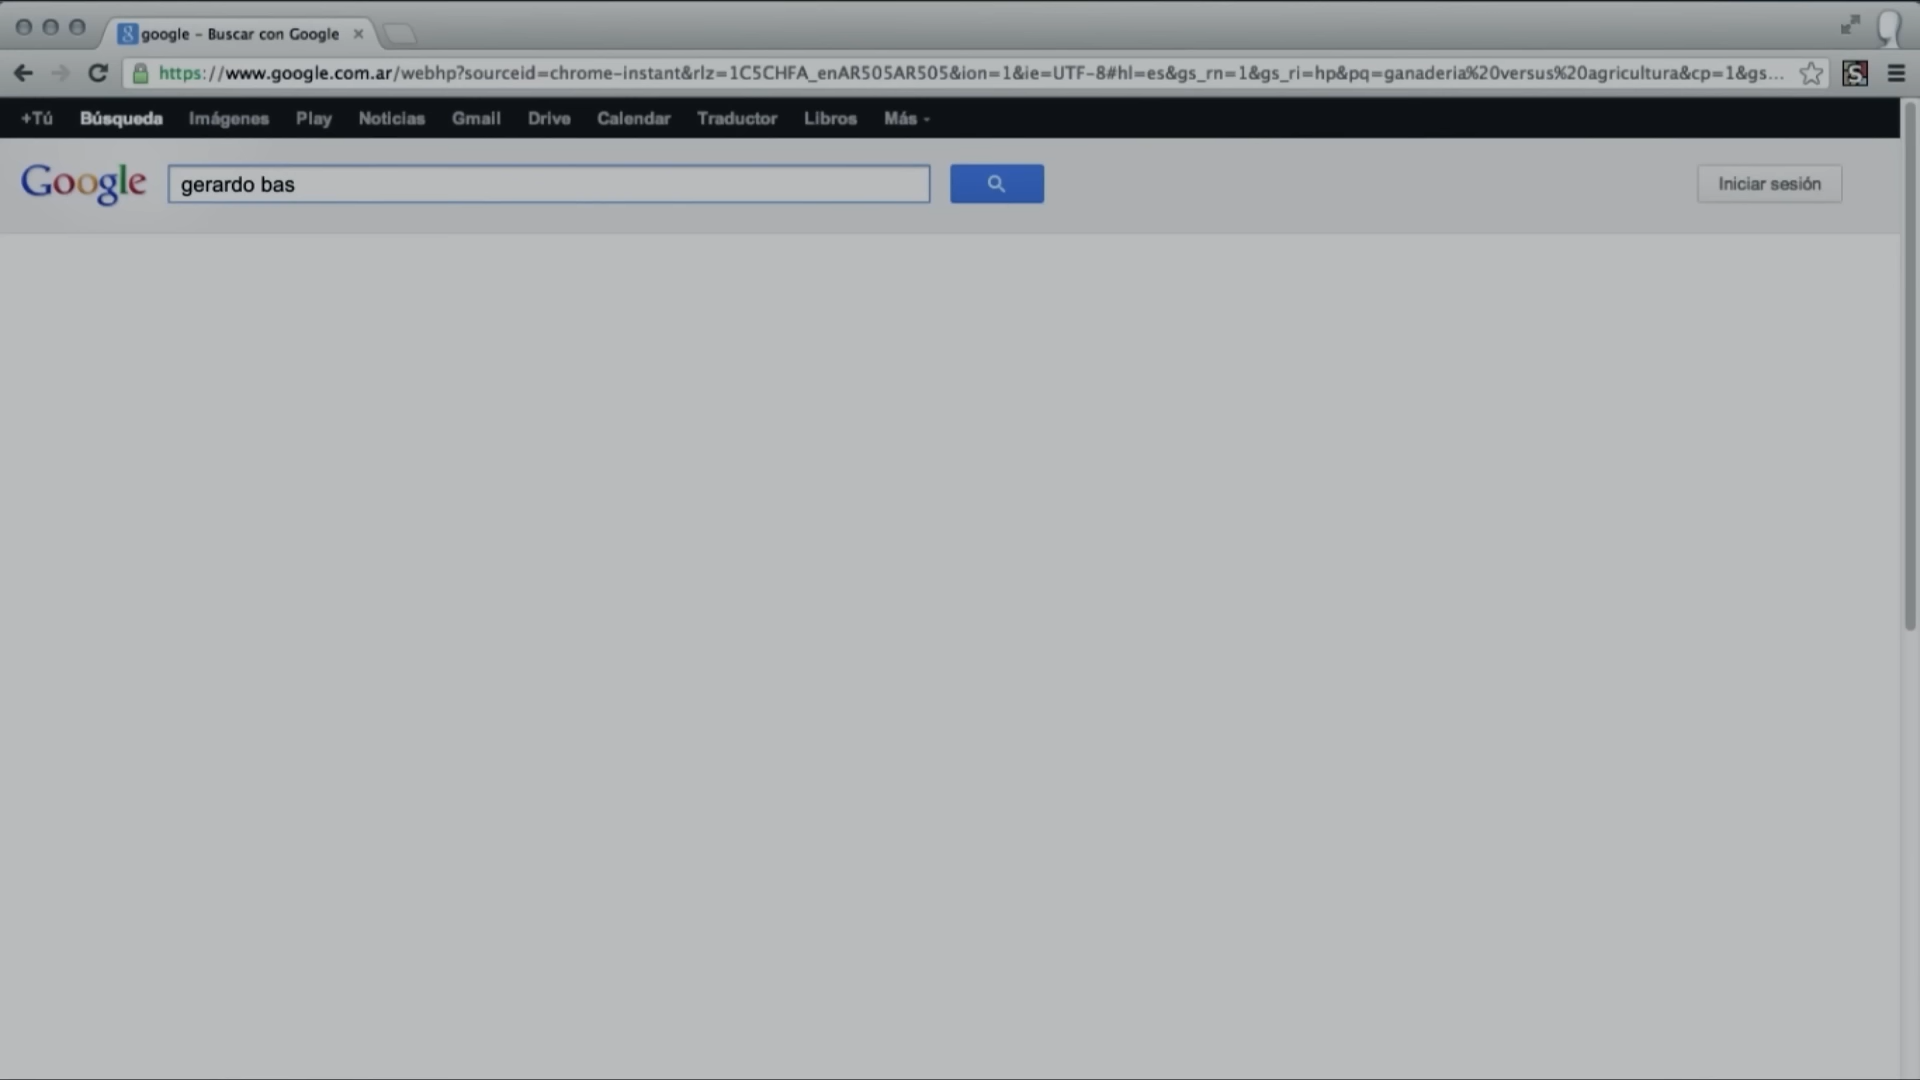 google - Buscar con Google
https://www.google.com.ar/webhp?sourceid=chrome-instant&rlz=1C5CHFA_enAR505AR505&ion=1&ie=UTF-8#hl=es&gs_rn=1&gs_ri=hp&pq=ganaderia%20versus%20agricultura&cp=1&gs...
+Tú Búsqueda Imágenes Play Noticias Gmail Drive Calendar Traductor Libros Más
Google gerardo bas Iniciar sesión